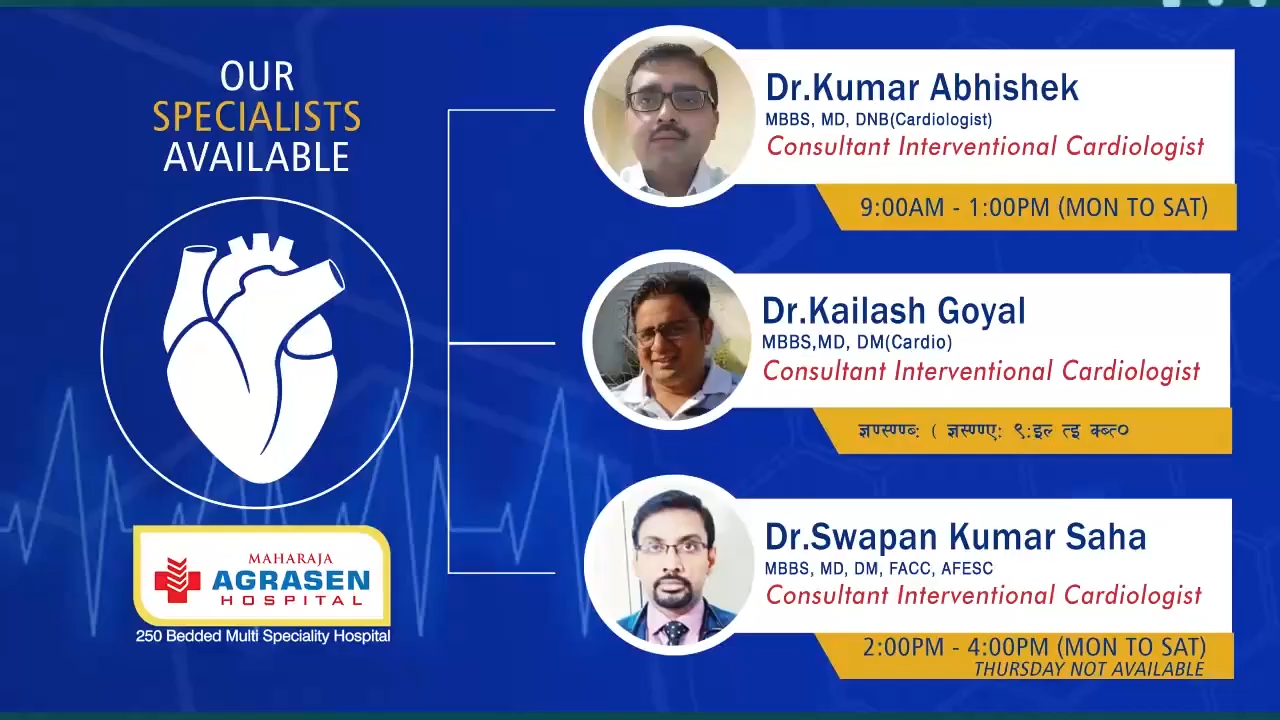 OUR
SPECIALISTS
AVAILABLE
MAHARAJA
AGRASEN
HOSPITAL
250 Bedded Multi Speciality Hospital
Dr.Kumar Abhishek
MBBS, MD, DNB(Cardiologist)
Consultant Interventional Cardiologist
9:00AM - 1:00PM (MON TO SAT)
Dr.Kailash Goyal
MBBS,MD, DM(Cardio)
Consultant Interventional Cardiologist
Dr.Swapan Kumar Saha
MBBS, MD, DM, FACC, AFESC
Consultant Interventional Cardiologist
2:00PM - 4:00PM (MON TO SAT)
THURSDAY NOT AVAILABLE